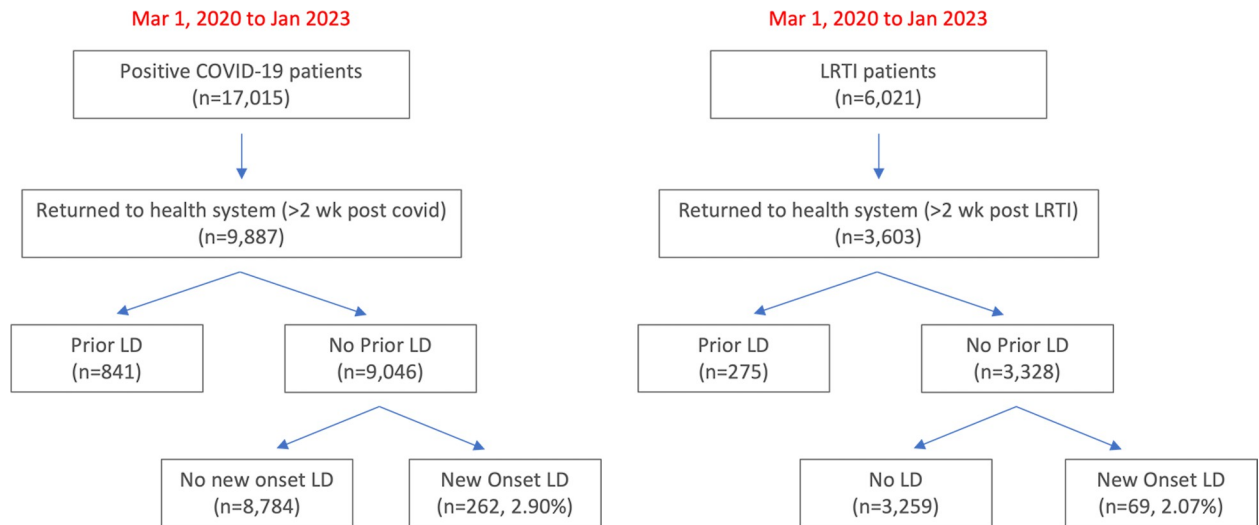 Mar 1, 2020 to Jan 2023
Positive COVID-19 patients
(n=17,015)
Returned to health system (>2 wk post covid)
(n=9,887)
Prior LD
(n=841)
No Prior LD
(n=9,046)
No new onset LD
(n=8,784)
New Onset LD
(n=262, 2.90%)
Mar 1, 2020 to Jan 2023
LRTI patients
(n=6,021)
Returned to health system (>2 wk post LRTI)
(n=3,603)
Prior LD
(n=275)
No Prior LD
(n=3,328)
No LD
(n=3,259)
New Onset LD
(n=69, 2.07%)